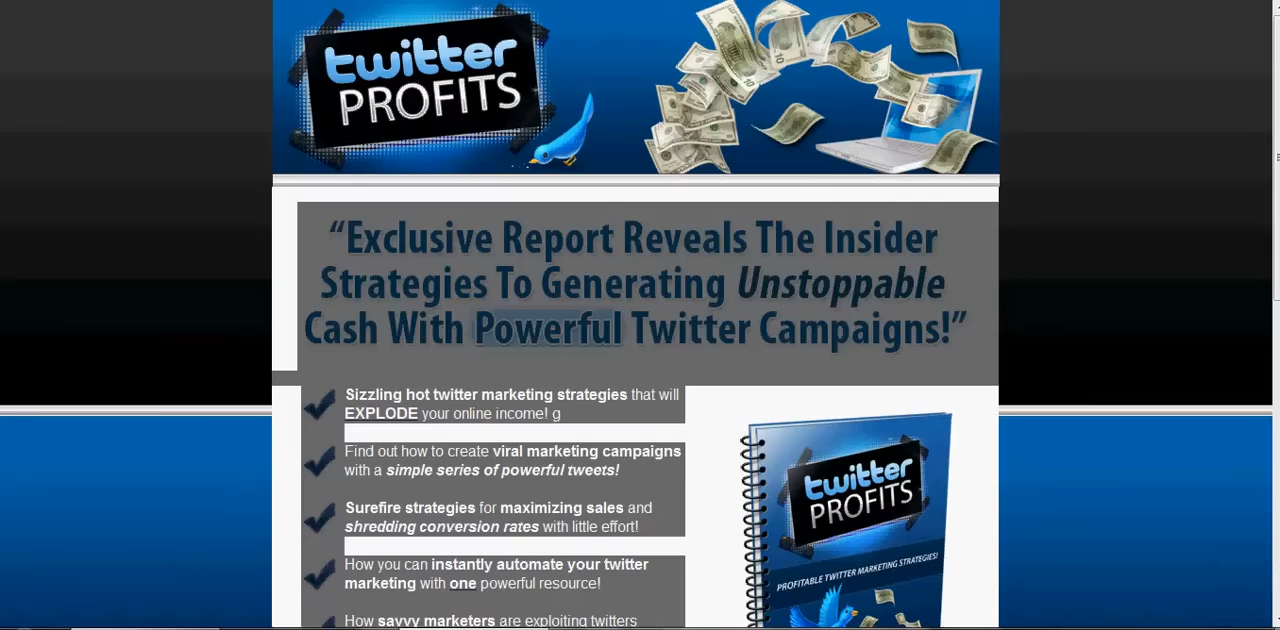 twitter
PROFITS
“Exclusive Report Reveals The Insider
Strategies To Generating Unstoppable
Cash With Powerful Twitter Campaigns!”
Sizzling hot twitter marketing strategies that will
EXPLODE your online income! g
Find out how to create viral marketing campaigns
with a simple series of powerful tweets!
Surefire strategies for maximizing sales and
shredding conversion rates with little effort!
How you can instantly automate your twitter
marketing with one powerful resource!
How savvy marketers are exploiting twitters
twitter
PROFITS
PROFITABLE TWITTER MARKETING STRATEGIES!